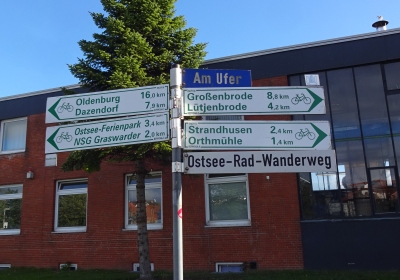 Am Ufer
Oldenburg 16,0 km
Dazendorf 7,9 km
Großenbrode 8,8 km
Lütjenbrode 4,2 km
Ostsee-Ferienpark 3,4 km
NSG Graswarder 2,0 km
Strandhusen 2,4 km
Orthmühle 1,4 km
Ostsee-Rad-Wanderweg